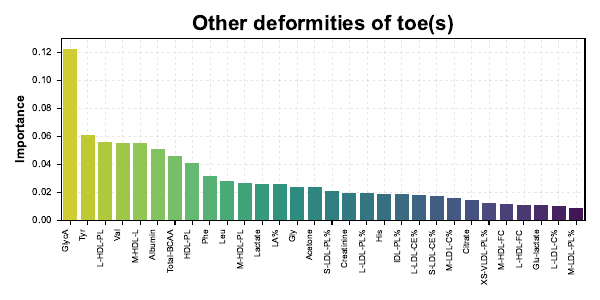 Other deformities of toe(s)
Importance
0.12
0.10
0.08
0.06
0.04
0.02
0.00
GlycA
Tyr
L-HDL-PL
Val
M-HDL-L
Albumin
Total-BCAA
HDL-PL
Phe
Leu
M-HDL-PL
Lactate
LA%
Gly
Acetone
S-LDL-PL%
Creatinine
L-LDL-PL%
His
IDL-PL%
L-LDL-CE%
S-LDL-CE%
M-LDL-C%
Citrate
XS-VLDL-PL%
M-HDL-FC
L-HDL-FC
Glu-lactate
L-LDL-C%
M-LDL-PL%